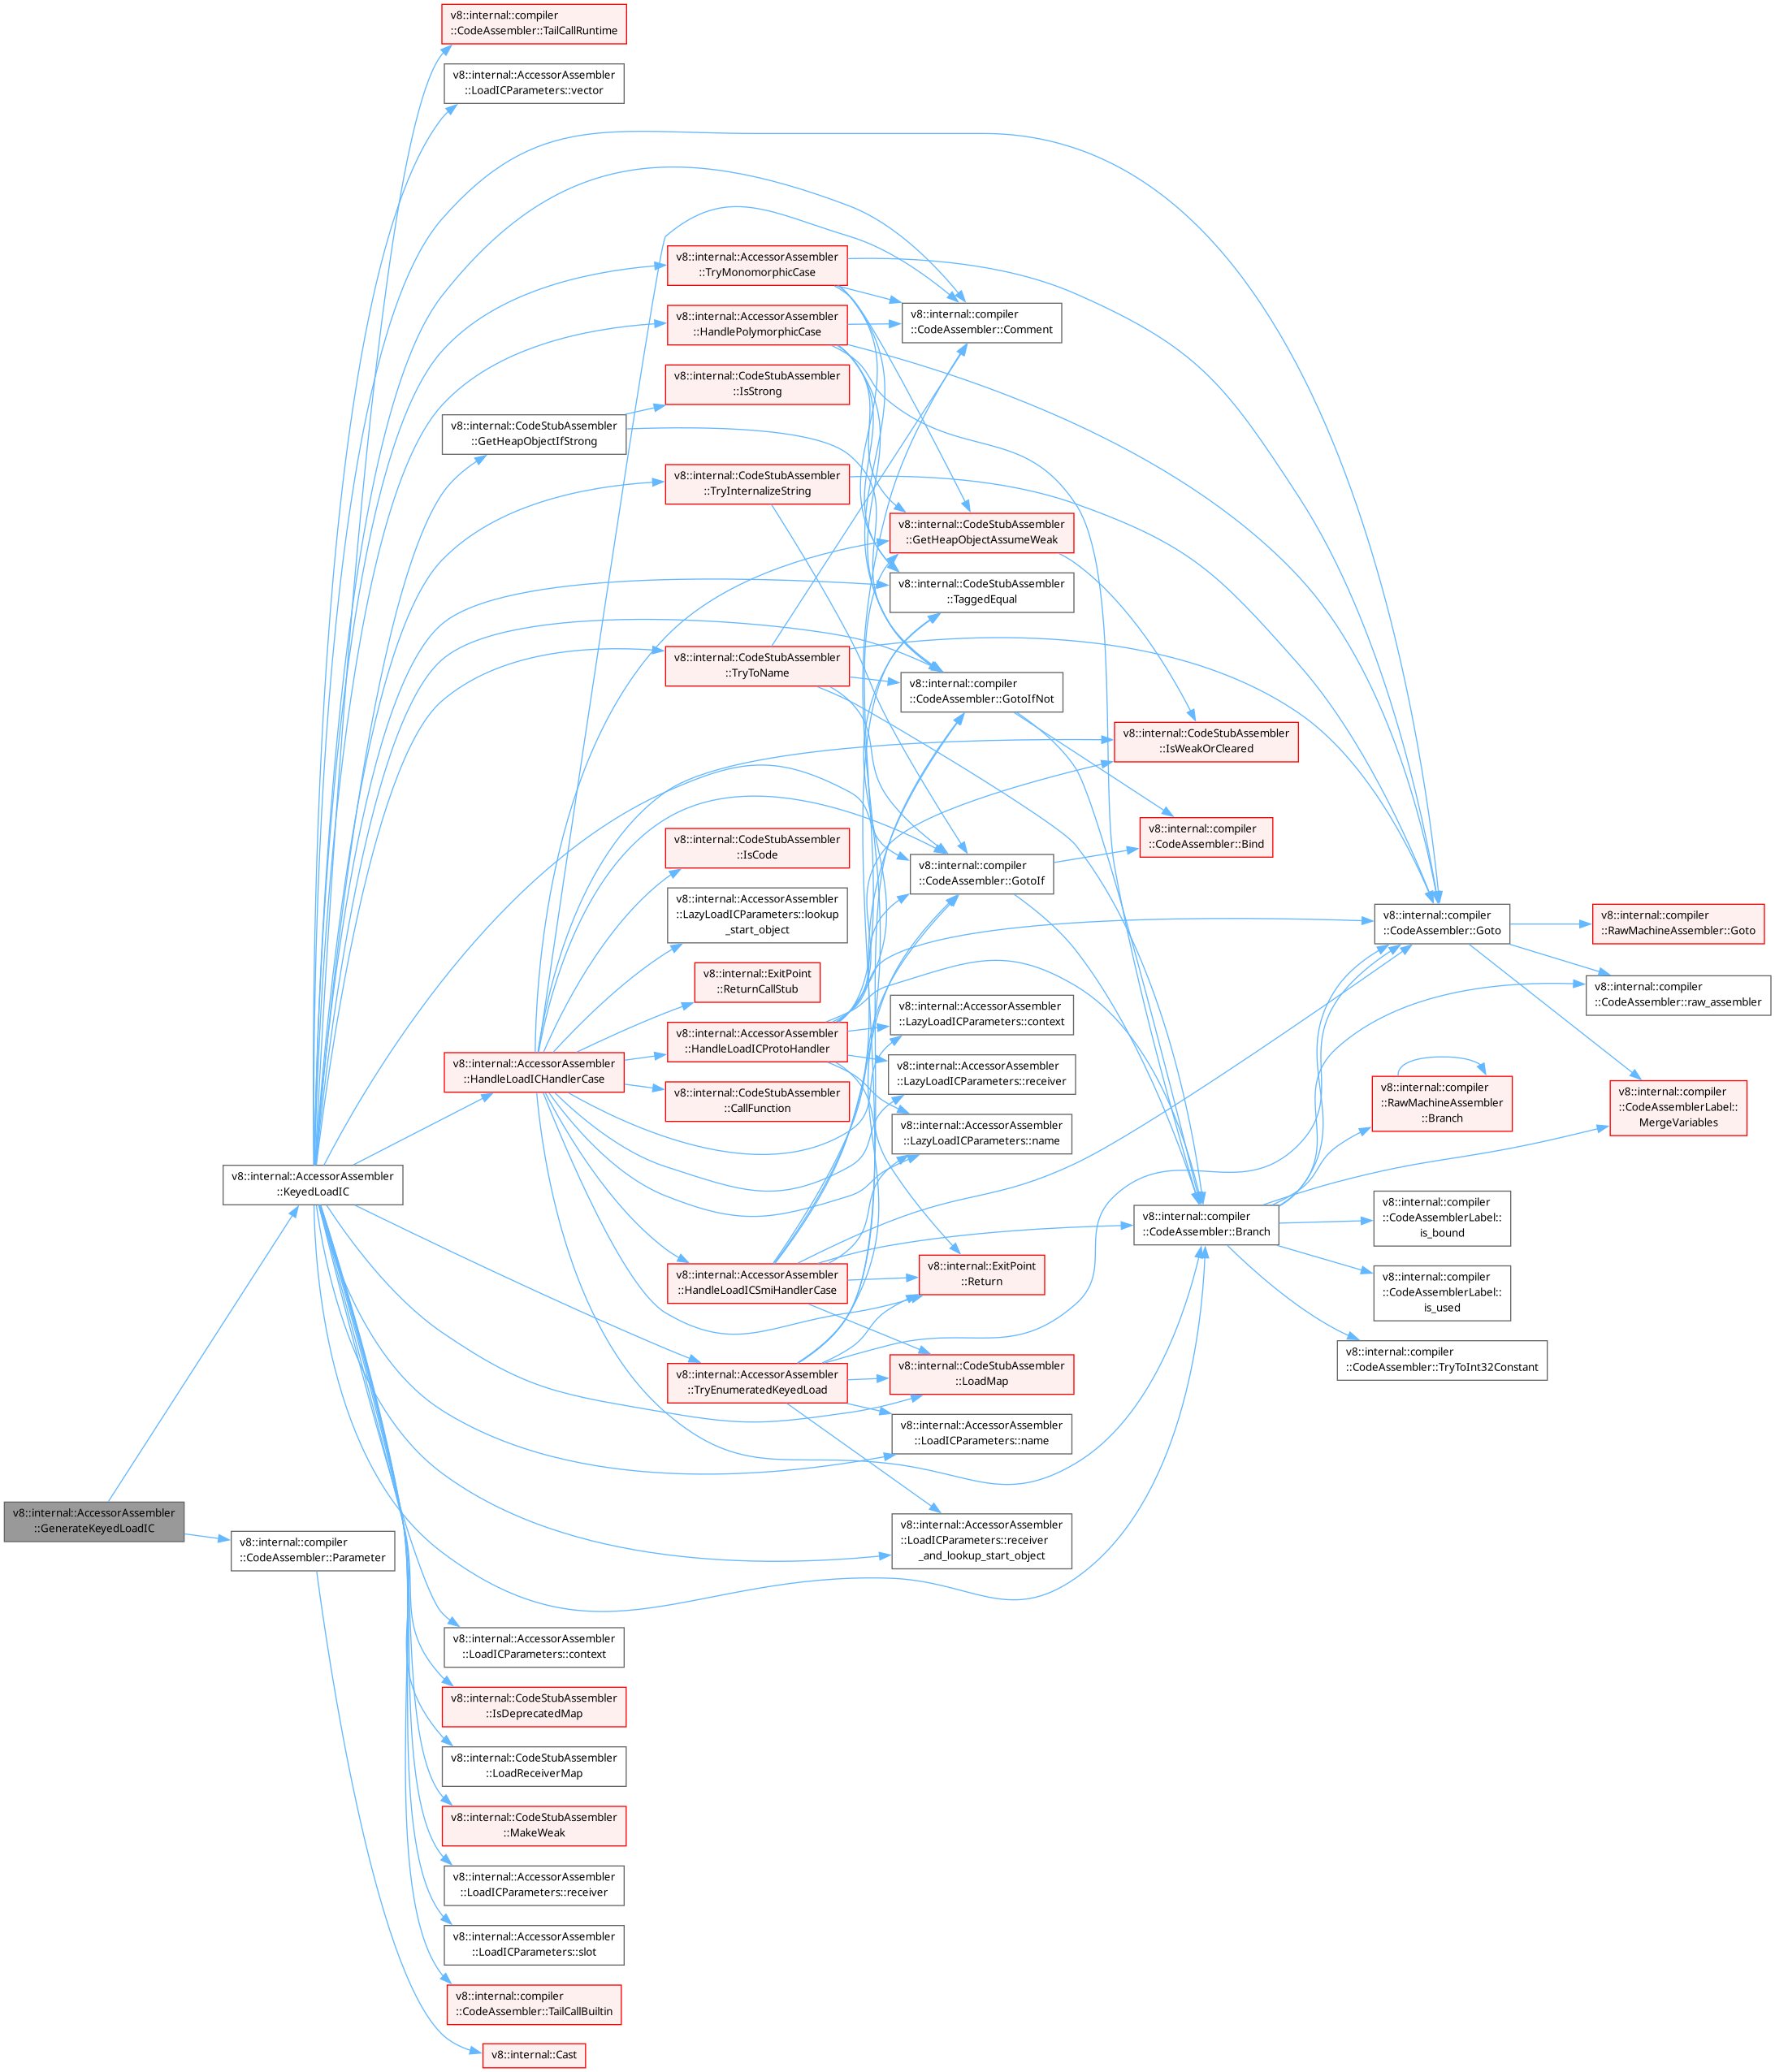 v8::internal::compiler
::CodeAssembler::TailCallRuntime
v8::internal::AccessorAssembler
::LoadICParameters::vector
v8::internal::AccessorAssembler
::TryMonomorphicCase
v8::internal::AccessorAssembler
::HandlePolymorphicCase
v8::internal::compiler
::CodeAssembler::Comment
v8::internal::CodeStubAssembler
::IsStrong
v8::internal::CodeStubAssembler
::GetHeapObjectIfStrong
v8::internal::CodeStubAssembler
::TryInternalizeString
v8::internal::CodeStubAssembler
::GetHeapObjectAssumeWeak
v8::internal::CodeStubAssembler
::TaggedEqual
v8::internal::CodeStubAssembler
::TryToName
v8::internal::compiler
::CodeAssembler::GotoIfNot
v8::internal::CodeStubAssembler
::IsWeakOrCleared
v8::internal::compiler
::CodeAssembler::Bind
v8::internal::CodeStubAssembler
::IsCode
v8::internal::compiler
::CodeAssembler::GotoIf
v8::internal::AccessorAssembler
::LazyLoadICParameters::lookup
_start_object
v8::internal::compiler
::CodeAssembler::Goto
v8::internal::compiler
::RawMachineAssembler::Goto
v8::internal::ExitPoint
::ReturnCallStub
v8::internal::compiler
::CodeAssembler::raw_assembler
v8::internal::AccessorAssembler
::LazyLoadICParameters::context
v8::internal::AccessorAssembler
::HandleLoadICProtoHandler
v8::internal::AccessorAssembler
::HandleLoadICHandlerCase
v8::internal::AccessorAssembler
::LazyLoadICParameters::receiver
v8::internal::CodeStubAssembler
::CallFunction
v8::internal::compiler
::RawMachineAssembler
::Branch
v8::internal::compiler
::CodeAssemblerLabel::
MergeVariables
v8::internal::AccessorAssembler
::LazyLoadICParameters::name
v8::internal::AccessorAssembler
::KeyedLoadIC
v8::internal::compiler
::CodeAssembler::Branch
v8::internal::compiler
::CodeAssemblerLabel::
is_bound
v8::internal::AccessorAssembler
::HandleLoadICSmiHandlerCase
v8::internal::ExitPoint
::Return
v8::internal::compiler
::CodeAssemblerLabel::
is_used
v8::internal::compiler
::CodeAssembler::TryToInt32Constant
v8::internal::AccessorAssembler
::TryEnumeratedKeyedLoad
v8::internal::CodeStubAssembler
::LoadMap
v8::internal::AccessorAssembler
::LoadICParameters::name
v8::internal::AccessorAssembler
::GenerateKeyedLoadIC
v8::internal::compiler
::CodeAssembler::Parameter
v8::internal::AccessorAssembler
::LoadICParameters::receiver
_and_lookup_start_object
v8::internal::AccessorAssembler
::LoadICParameters::context
v8::internal::CodeStubAssembler
::IsDeprecatedMap
v8::internal::CodeStubAssembler
::LoadReceiverMap
v8::internal::CodeStubAssembler
::MakeWeak
v8::internal::AccessorAssembler
::LoadICParameters::receiver
v8::internal::AccessorAssembler
::LoadICParameters::slot
v8::internal::compiler
::CodeAssembler::TailCallBuiltin
v8::internal::Cast